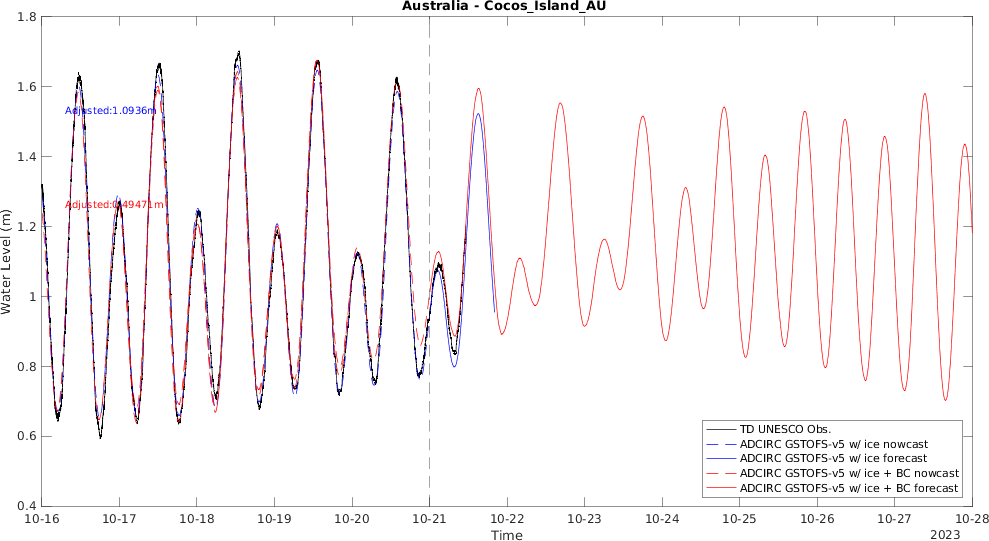 Australia - Cocos_Island_AU
1.8
1.6
1.4
1.2
1
0.8
0.6
0.4
Water Level (m)
Adjusted:1.0936m
Adjusted:0.49471m
TD UNESCO Obs.
ADCIRC GSTOFS-v5 w/ ice nowcast
ADCIRC GSTOFS-v5 w/ ice forecast
ADCIRC GSTOFS-v5 w/ ice + BC nowcast
ADCIRC GSTOFS-v5 w/ ice + BC forecast
10-16 10-17 10-18 10-19 10-20 10-21 10-22 10-23 10-24 10-25 10-26 10-27 10-28
Time
2023